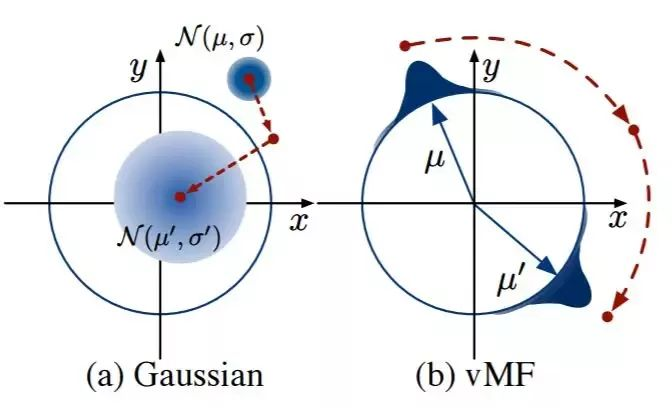 𝒩(μ, σ)
y
x
𝒩(μ′, σ′)
(a) Gaussian
y
μ
x
μ′
(b) vMF